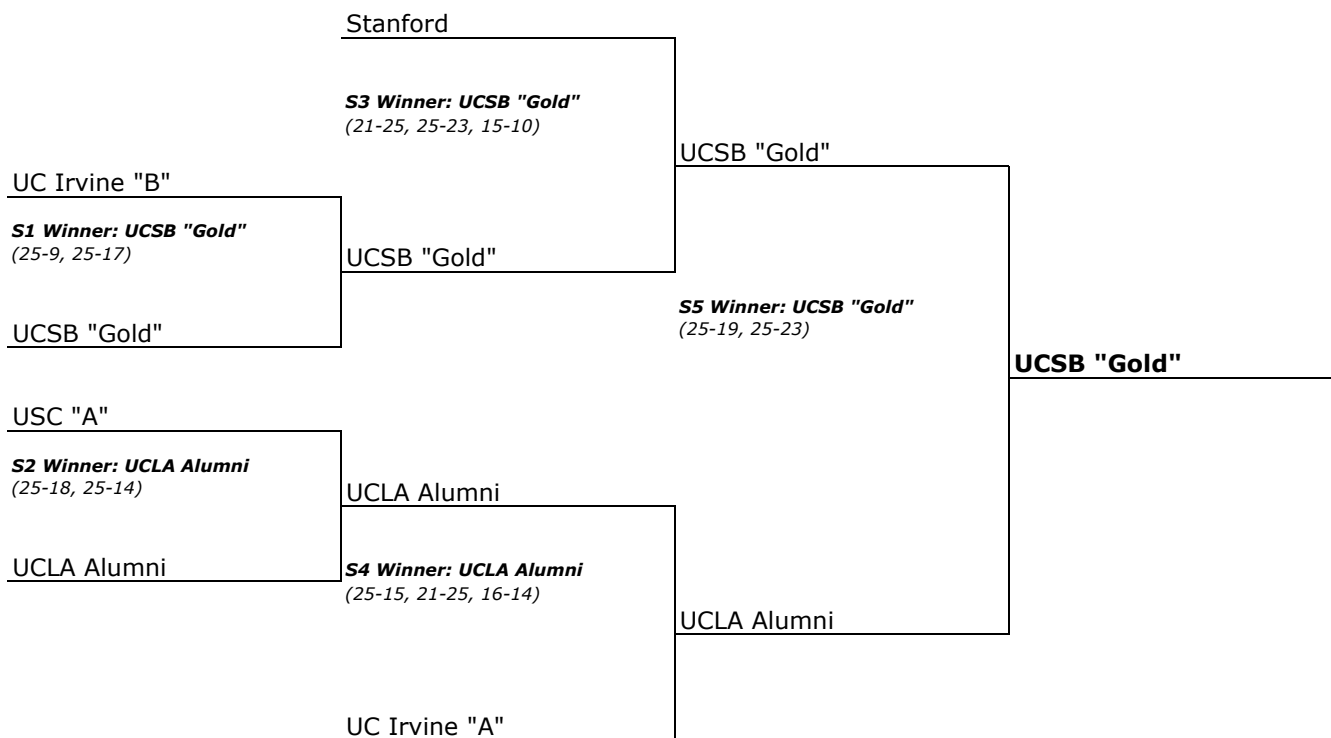 Stanford
S3 Winner: UCSB "Gold"
(21-25, 25-23, 15-10)
UCSB "Gold"
UC Irvine "B"
S1 Winner: UCSB "Gold"
(25-9, 25-17)
UCSB "Gold"
UCSB "Gold"
S5 Winner: UCSB "Gold"
(25-19, 25-23)
UCSB "Gold"
USC "A"
S2 Winner: UCLA Alumni
(25-18, 25-14)
UCLA Alumni
UCLA Alumni
S4 Winner: UCLA Alumni
(25-15, 21-25, 16-14)
UCLA Alumni
UC Irvine "A"